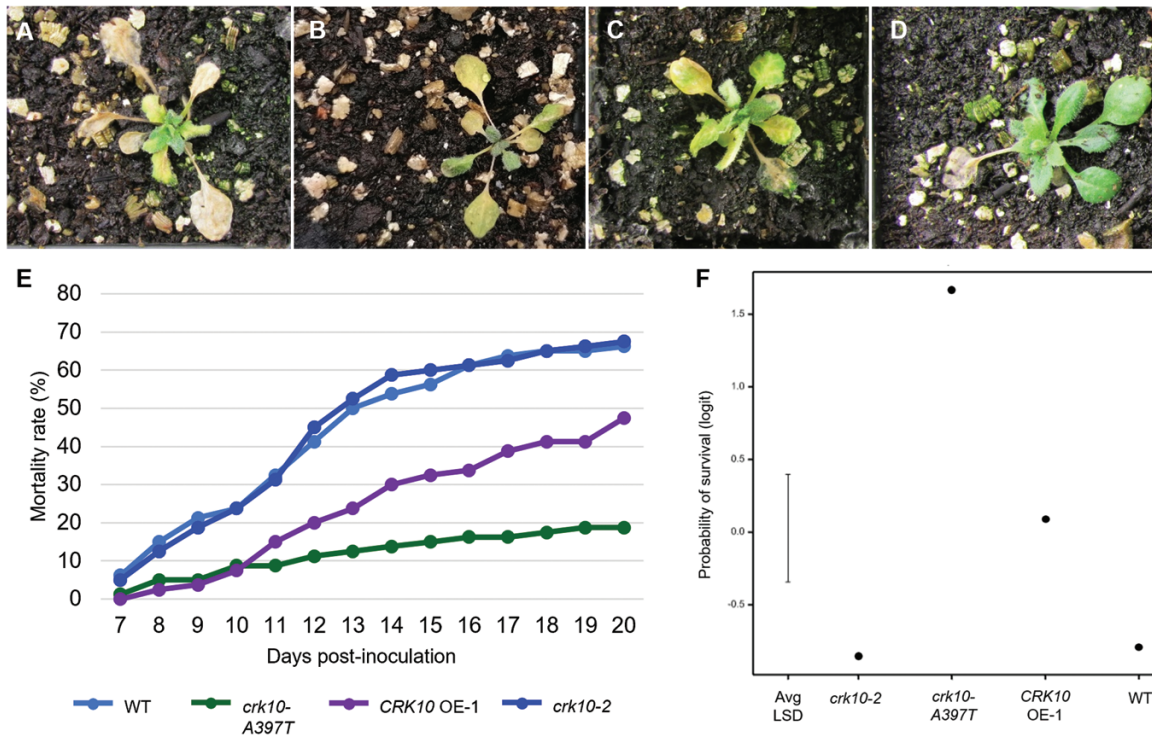 A
B
C
D
E
80
70
60
50
40
30
20
10
0
Mortality rate (%)
7 8 9 10 11 12 13 14 15 16 17 18 19 20
Days post-inoculation
WT
crk10-
A397T
CRK10 OE-1
crk10-2
F
1.5
1.0
0.5
0.0
-0.5
Probability of survival (logit)
Avg
LSD
crk10-2
crk10-
A397T
CRK10
OE-1
WT